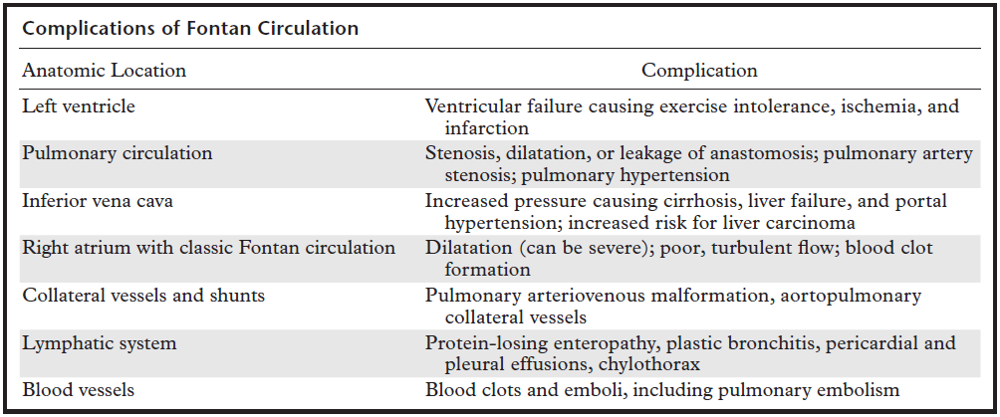 Complications of Fontan Circulation
Anatomic Location Complication
Left ventricle Ventricular failure causing exercise intolerance, ischemia, and
infarction
Pulmonary circulation Stenosis, dilatation, or leakage of anastomosis; pulmonary artery
stenosis; pulmonary hypertension
Inferior vena cava Increased pressure causing cirrhosis, liver failure, and portal
hypertension; increased risk for liver carcinoma
Right atrium with classic Fontan circulation Dilatation (can be severe); poor, turbulent flow; blood clot
formation
Collateral vessels and shunts Pulmonary arteriovenous malformation, aortopulmonary
collateral vessels
Lymphatic system Protein-losing enteropathy, plastic bronchitis, pericardial and
pleural effusions, chylothorax
Blood vessels Blood clots and emboli, including pulmonary embolism